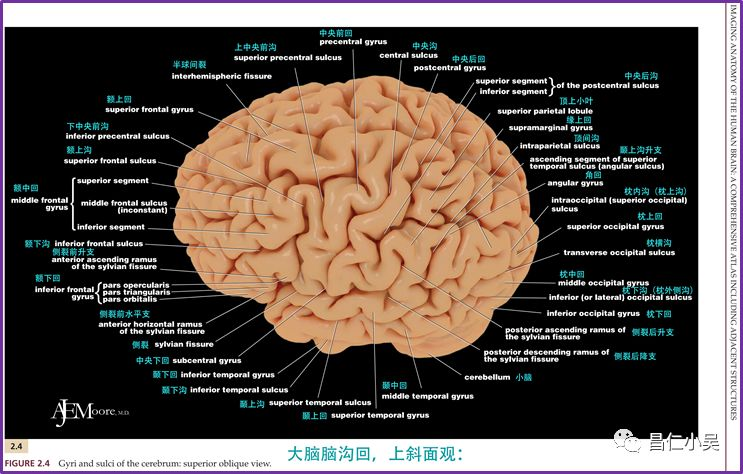 IMAGING ANATOMY OF THE HUMAN BRAIN: A COMPREHENSIVE ATLAS INCLUDING ADJACENT STRUCTURES
中央前回
precentral gyrus
上中央前沟
superior precentral sulcus
中央沟
central sulcus
半球间裂
interhemispheric fissure
中央后回
postcentral gyrus
superior segment
inferior segment
of the postcentral sulcus
中央后沟
额上回
superior frontal gyrus
顶上小叶
superior parietal lobule
缘上回
supramarginal gyrus
下中央前沟
inferior precentral sulcus
顶间沟
intraparietal sulcus
额上沟
superior frontal sulcus
颞上沟升支
ascending segment of superior
temporal sulcus (angular sulcus)
角回
angular gyrus
额中回
middle frontal
gyrus
superior segment
middle frontal sulcus
(inconstant)
inferior segment
枕内沟（枕上沟）
intraoccipital (superior occipital)
sulcus
枕上回
superior occipital gyrus
额下沟 inferior frontal sulcus
枕横沟
transverse occipital sulcus
侧裂前升支
anterior ascending ramus
of the sylvian fissure
枕中回
middle occipital gyrus
额下回
inferior frontal
gyrus
pars opercularis
pars triangularis
pars orbitalis
枕下沟（枕外侧沟）
inferior (or lateral) occipital sulcus
inferior occipital gyrus 枕下回
侧裂前水平支
anterior horizontal ramus
of the sylvian fissure
posterior ascending ramus of
the sylvian fissure
侧裂后升支
侧裂 sylvian fissure
posterior descending ramus of
the sylvian fissure
侧裂后降支
中央下回 subcentral gyrus
颞下回 inferior temporal gyrus
cerebellum 小脑
颞下沟 inferior temporal sulcus
颞中回
middle temporal gyrus
颞上沟 superior temporal sulcus
颞上回 superior temporal gyrus
AJEMoore, M.D.
2.4
FIGURE 2.4 Gyri and sulci of the cerebrum: superior oblique view.
大脑脑沟回，上斜面观：
昌仁小吴